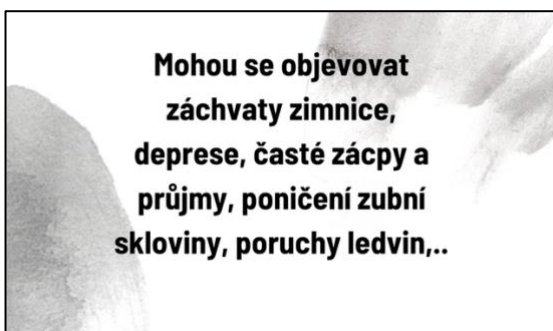 Mohou se objevovat
záchvaty zimnice,
deprese, časté zácpy a
průjmy, poničení zubní
skloviny, poruchy ledvin,..